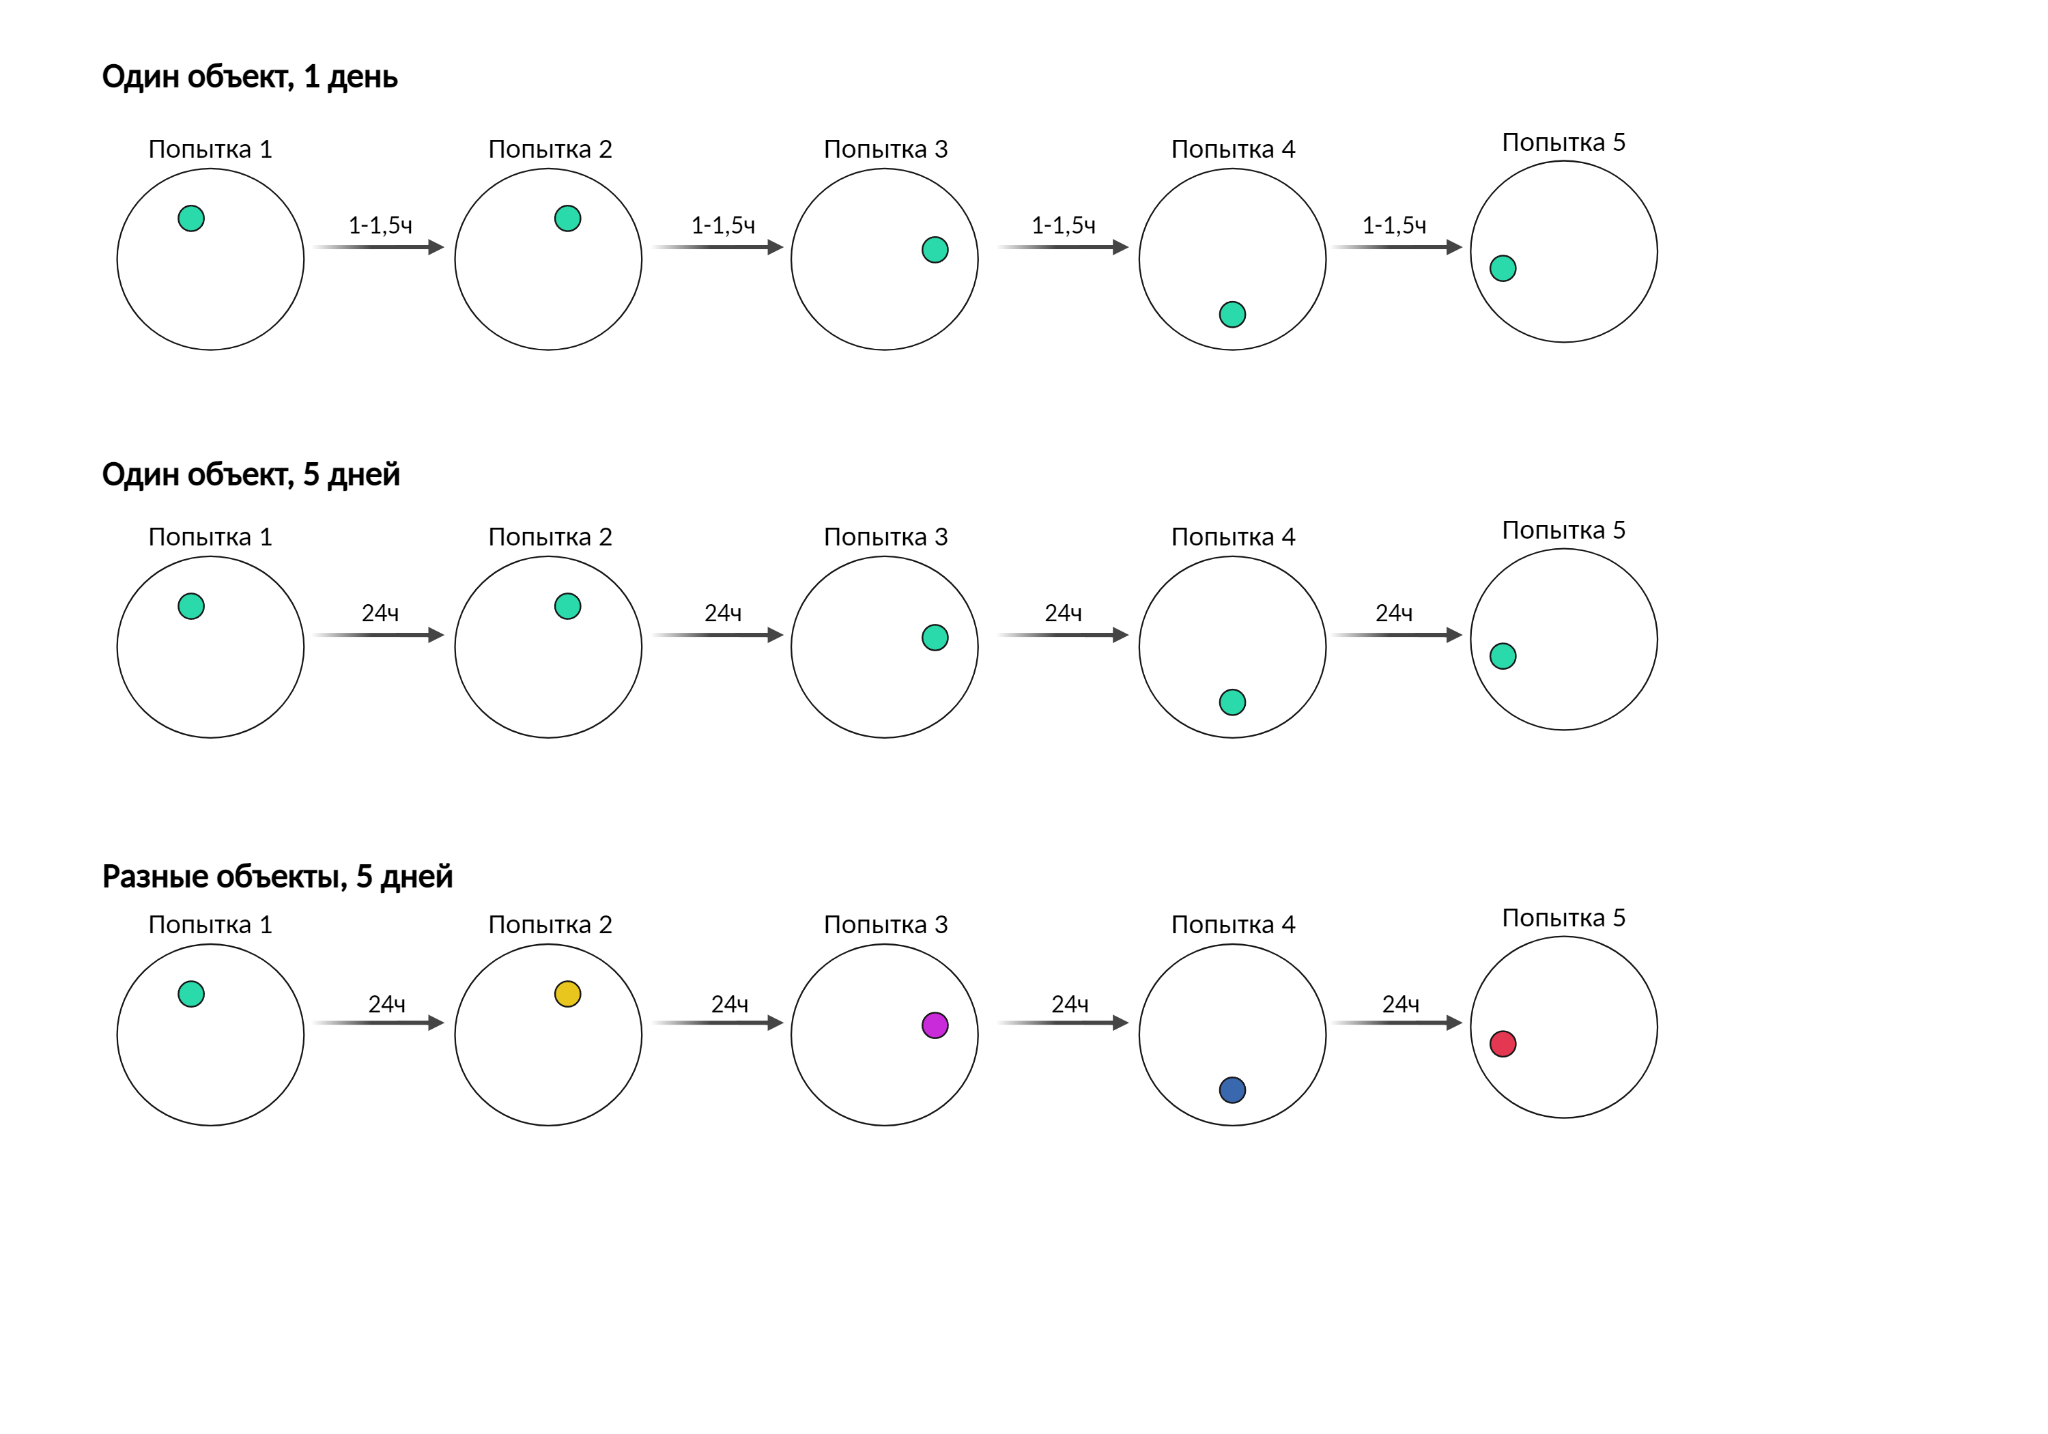 Один объект, 1 день
Попытка 1 Попытка 2 Попытка 3 Попытка 4 Попытка 5
1-1,5ч 1-1,5ч 1-1,5ч 1-1,5ч
Один объект, 5 дней
Попытка 1 Попытка 2 Попытка 3 Попытка 4 Попытка 5
24ч 24ч 24ч 24ч
Разные объекты, 5 дней
Попытка 1 Попытка 2 Попытка 3 Попытка 4 Попытка 5
24ч 24ч 24ч 24ч